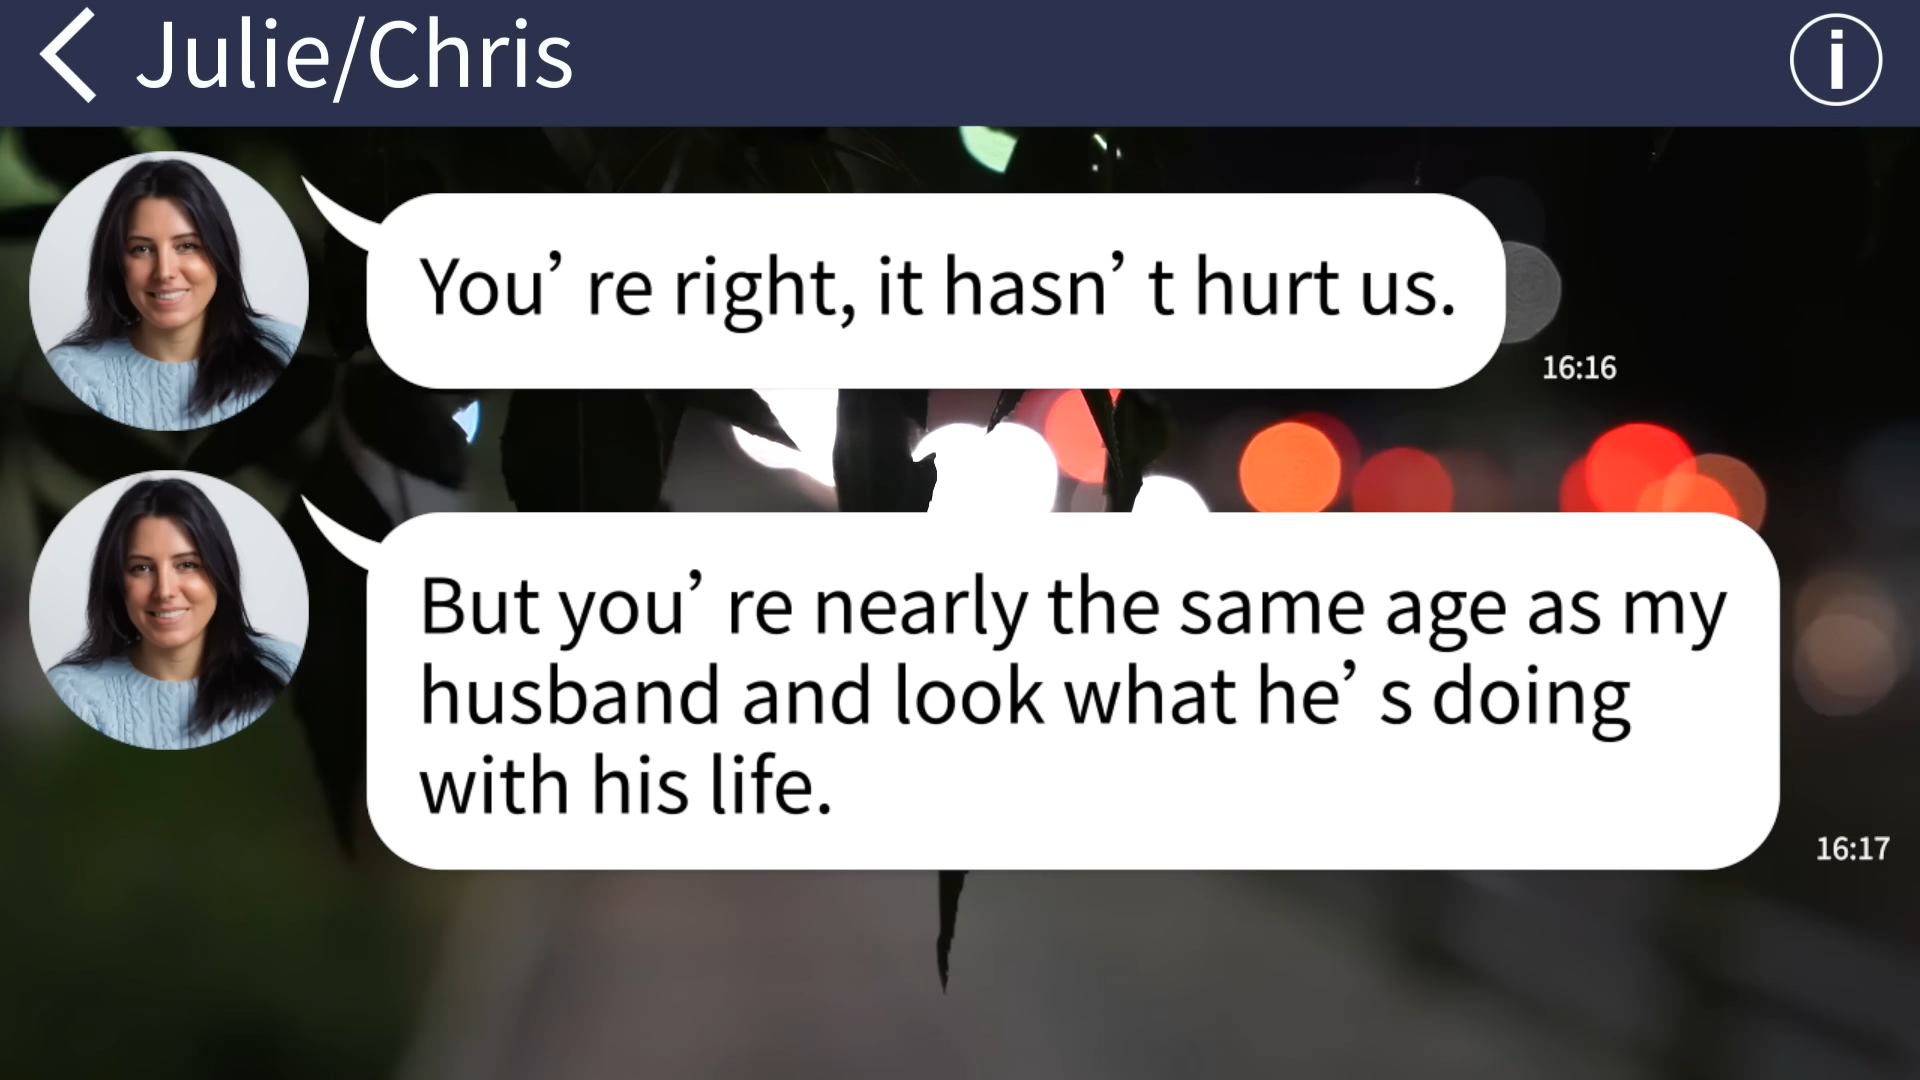 Julie/Chris
You’ re right, it hasn’ t hurt us.
16:16
But you’ re nearly the same age as my
husband and look what he’ s doing
with his life.
16:17